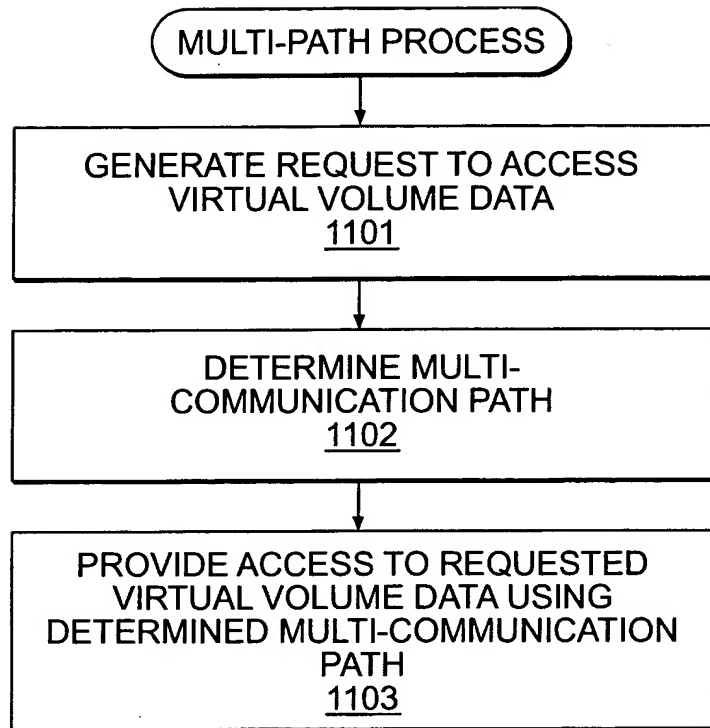 MULTI-PATH PROCESS
GENERATE REQUEST TO ACCESS
VIRTUAL VOLUME DATA
1101
DETERMINE MULTI-
COMMUNICATION PATH
1102
PROVIDE ACCESS TO REQUESTED
VIRTUAL VOLUME DATA USING
DETERMINED MULTI-COMMUNICATION
PATH
1103